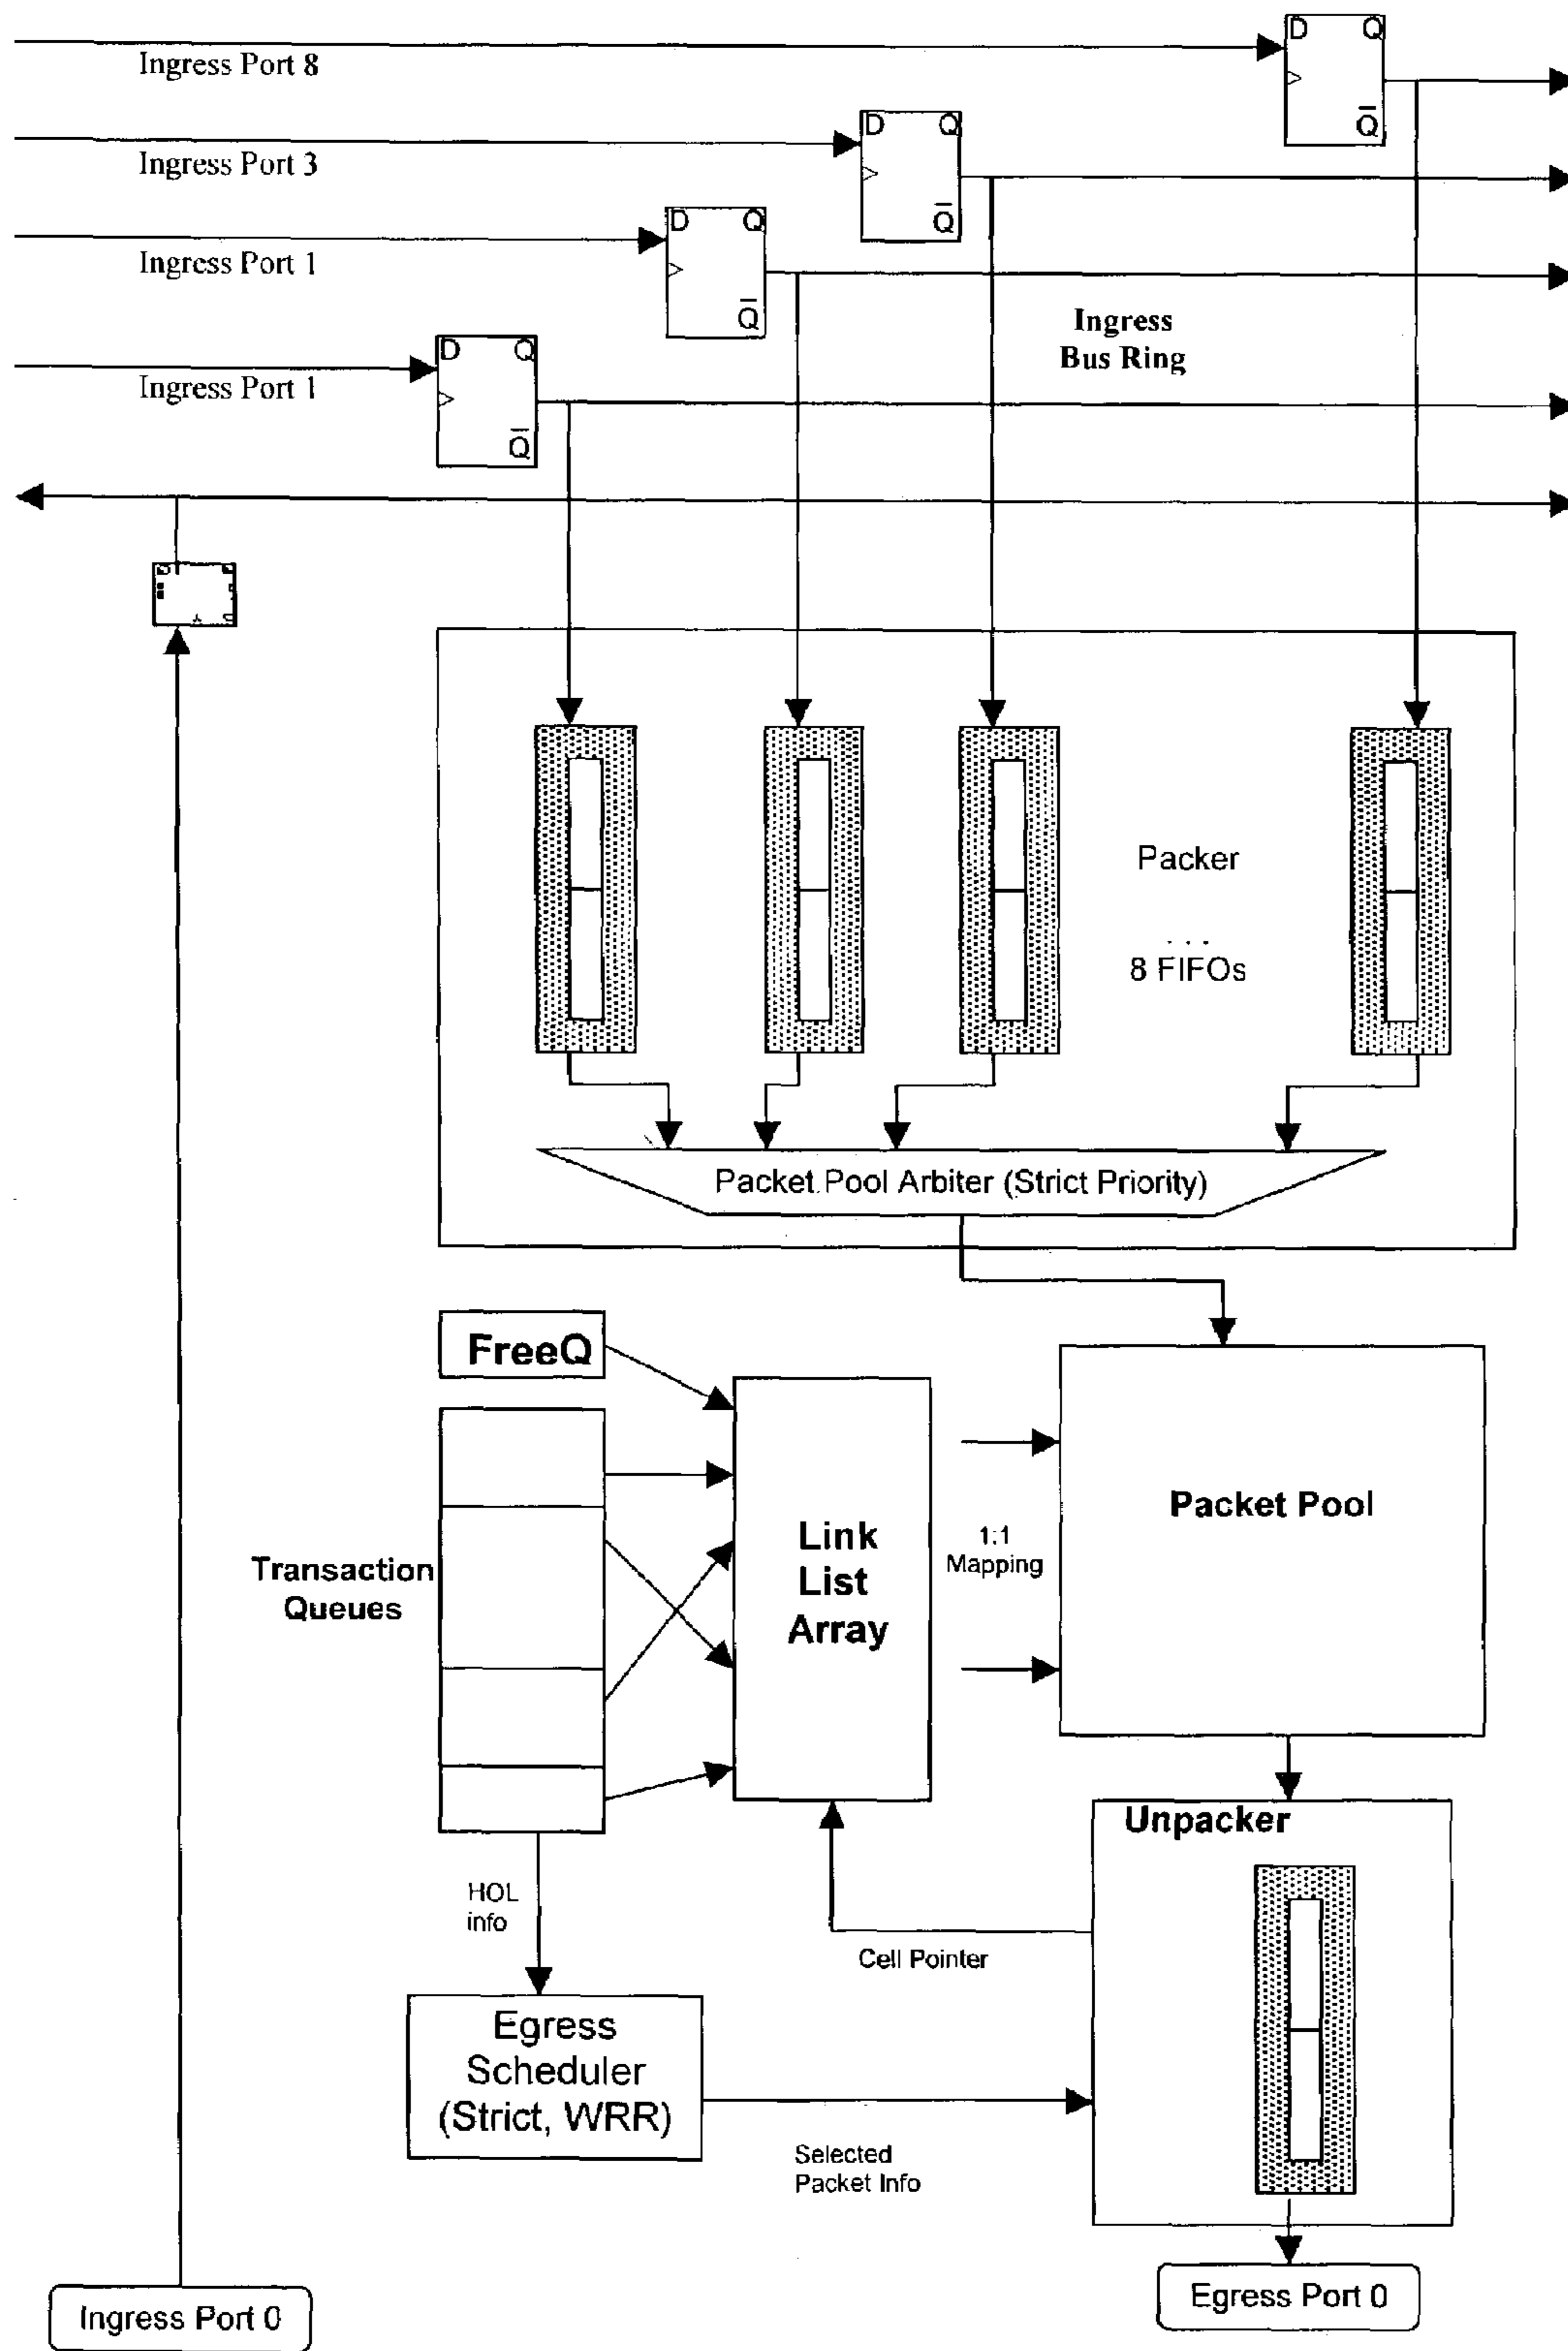 D Q
Ingress Port 8
Q
D Q
Ingress Port 3
Q
D Q
Ingress Port 1
Q
Ingress
Bus Ring
D Q
Ingress Port 1
Q
Packer
. . .
8 FIFOs
Packet Pool Arbiter (Strict Priority)
FreeQ
Transaction
Queues
Link
List
Array
1:1
Mapping
Packet Pool
Unpacker
HOL
info
Cell Pointer
Egress
Scheduler
(Strict, WRR)
Selected
Packet Info
Ingress Port 0
Egress Port 0